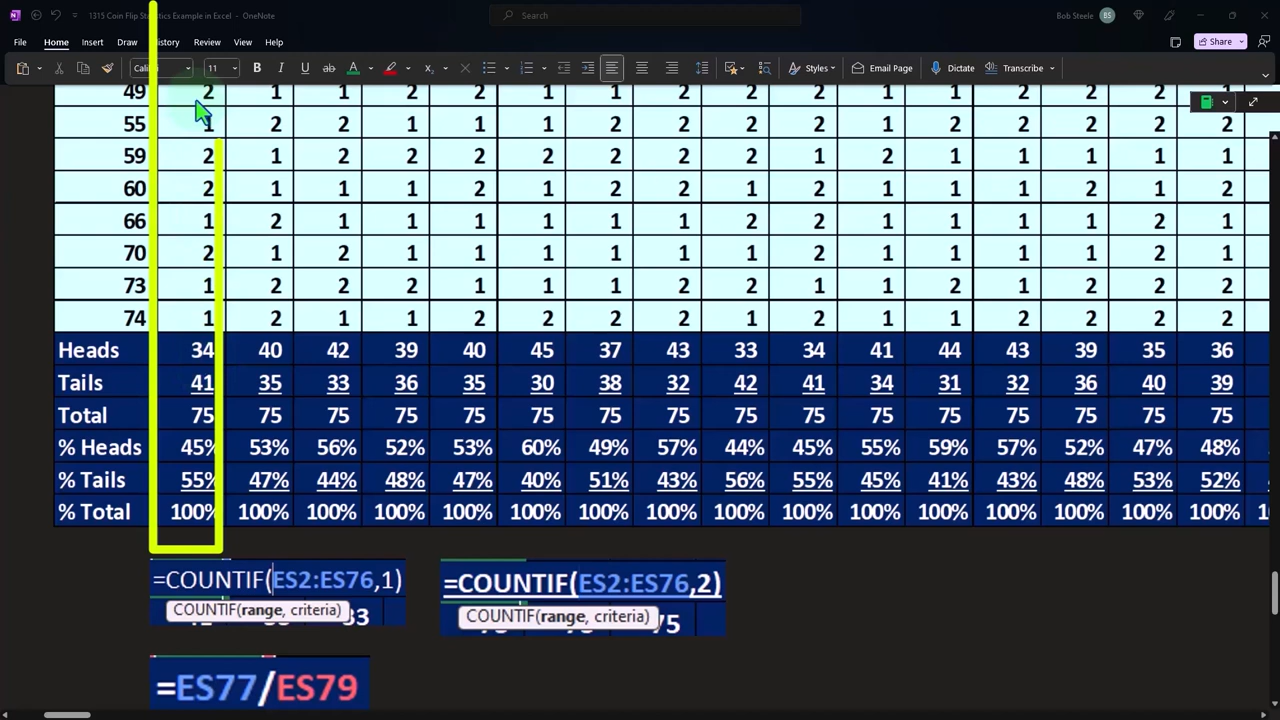 1315 Coin Flip Statistics Example in Excel - OneNote
Search
Bob Steele BS
File Home Insert Draw History Review View Help
Share
11 B I U ab A
Styles Email Page Dictate Transcribe
49 2 1 1 2 2 1 1 2 2 2 1 1 2 2 2 1
55 1 2 2 1 1 1 2 2 2 1 2 2 2 2 2 2
59 2 1 2 2 2 2 2 2 1 2 1 1 1 1 1 1
60 2 1 1 1 2 1 2 2 1 2 1 1 1 2 1 2
66 1 2 1 1 1 1 1 1 2 2 1 1 1 1 2 1
70 2 1 2 1 1 1 1 1 1 2 1 1 1 1 2 1
73 1 2 2 2 1 1 1 2 2 1 1 2 1 2 2 1
74 1 2 1 1 2 2 2 2 1 2 1 1 2 2 2 2
Heads 34 40 42 39 40 45 37 43 33 34 41 44 43 39 35 36
Tails 41 35 33 36 35 30 38 32 42 41 34 31 32 36 40 39
Total 75 75 75 75 75 75 75 75 75 75 75 75 75 75 75 75
% Heads 45% 53% 56% 52% 53% 60% 49% 57% 44% 45% 55% 59% 57% 52% 47% 48%
% Tails 55% 47% 44% 48% 47% 40% 51% 43% 56% 55% 45% 41% 43% 48% 53% 52%
% Total 100% 100% 100% 100% 100% 100% 100% 100% 100% 100% 100% 100% 100% 100% 100% 100%
=COUNTIF(ES2:ES76,1) =COUNTIF(ES2:ES76,2)
COUNTIF(range, criteria) COUNTIF(range, criteria)
=ES77/ES79